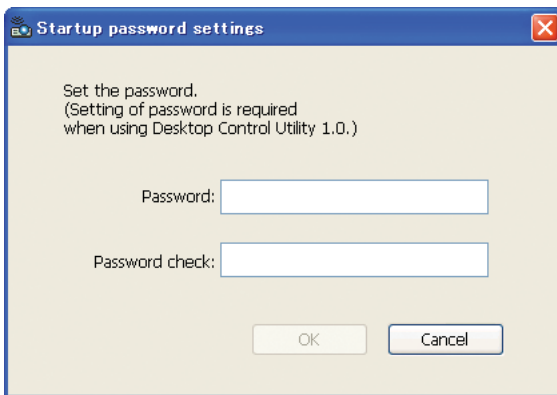 Startup password settings
Set the password.
(Setting of password is required
when using Desktop Control Utility 1.0.)
Password:
Password check:
OK
Cancel